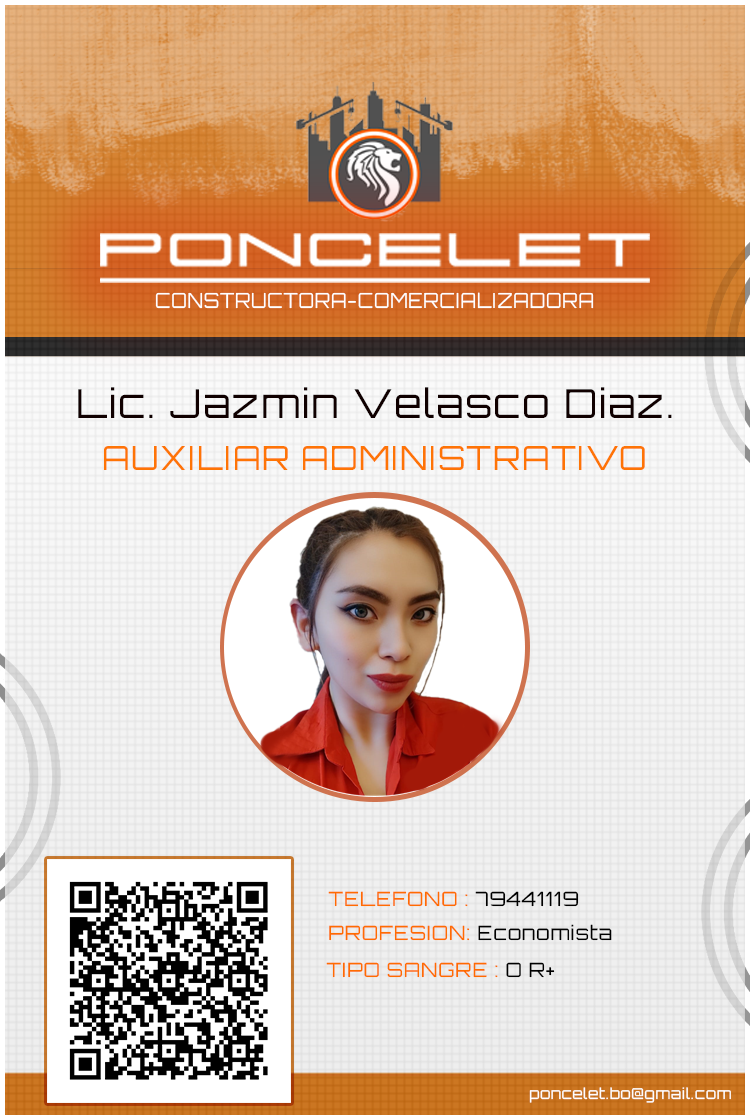 PONCELET
CONSTRUCTORA-COMERCIALIZADORA
Lic. Jazmin Velasco Diaz.
AUXILIAR ADMINISTRATIVO
TELEFONO : 79441119
PROFESION: Economista
TIPO SANGRE : O R+
poncelet.bo@gmail.com